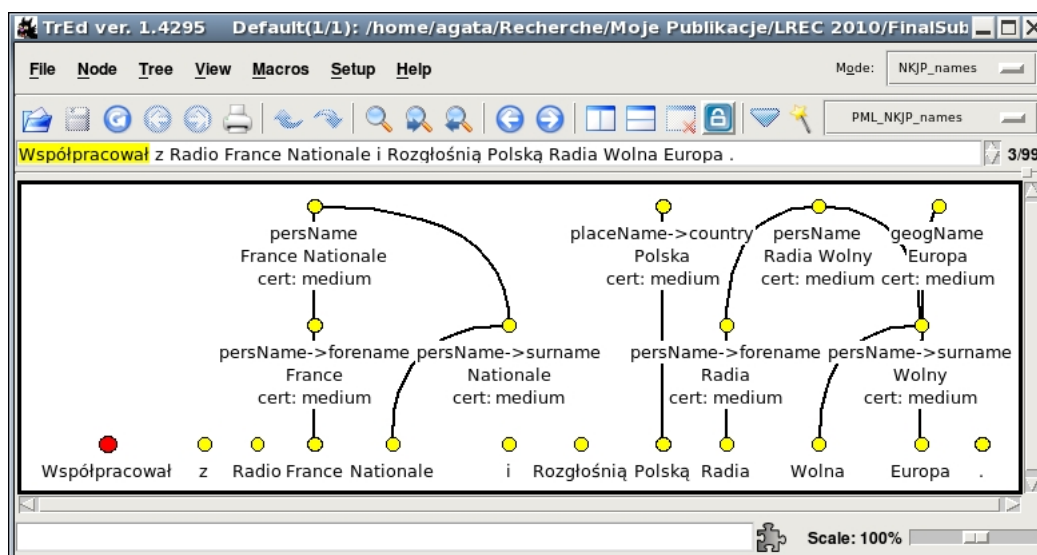 TrEd ver. 1.4295 Default(1/1): /home/agata/Recherche/Moje Publikacje/LREC 2010/FinalSub
File Node Tree View Macros Setup Help Mode: NKJP_names
PML_NKJP_names
Współpracował z Radio France Nationale i Rozgłośnią Polską Radia Wolna Europa . 3/99
persName placeName->country persName geogName
France Nationale Polska Radia Wolny Europa
cert: medium cert: medium cert: medium cert: medium
persName->forename persName->surname persName->forename persName->surname
France Nationale Radia Wolny
cert: medium cert: medium cert: medium cert: medium
Współpracował z Radio France Nationale i Rozgłośnią Polską Radia Wolna Europa .
Scale: 100%